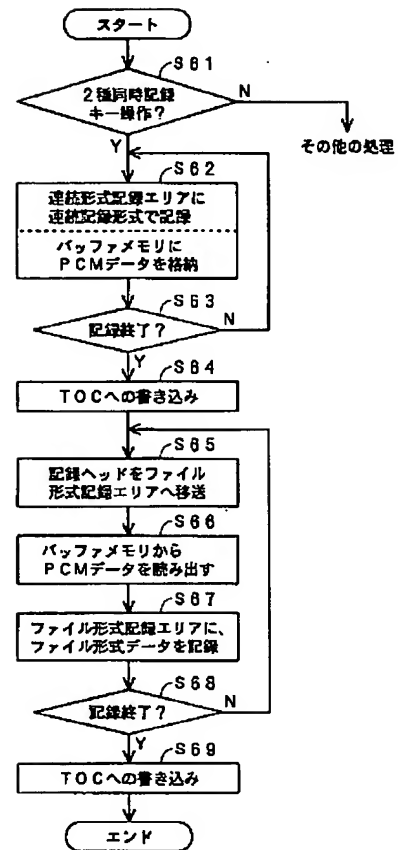 スタート
S61
2種同時記録
キー操作?
N
その他の処理
Y
S62
連続形式記録エリアに
連続記録形式で記録
バッファメモリに
PCMデータを格納
S63
記録終了?
N
Y
S64
TOCへの書き込み
S65
記録ヘッドをファイル
形式記録エリアへ移送
S66
バッファメモリから
PCMデータを読み出す
S67
ファイル形式記録エリアに、
ファイル形式データを記録
S68
記録終了?
N
Y
S69
TOCへの書き込み
エンド